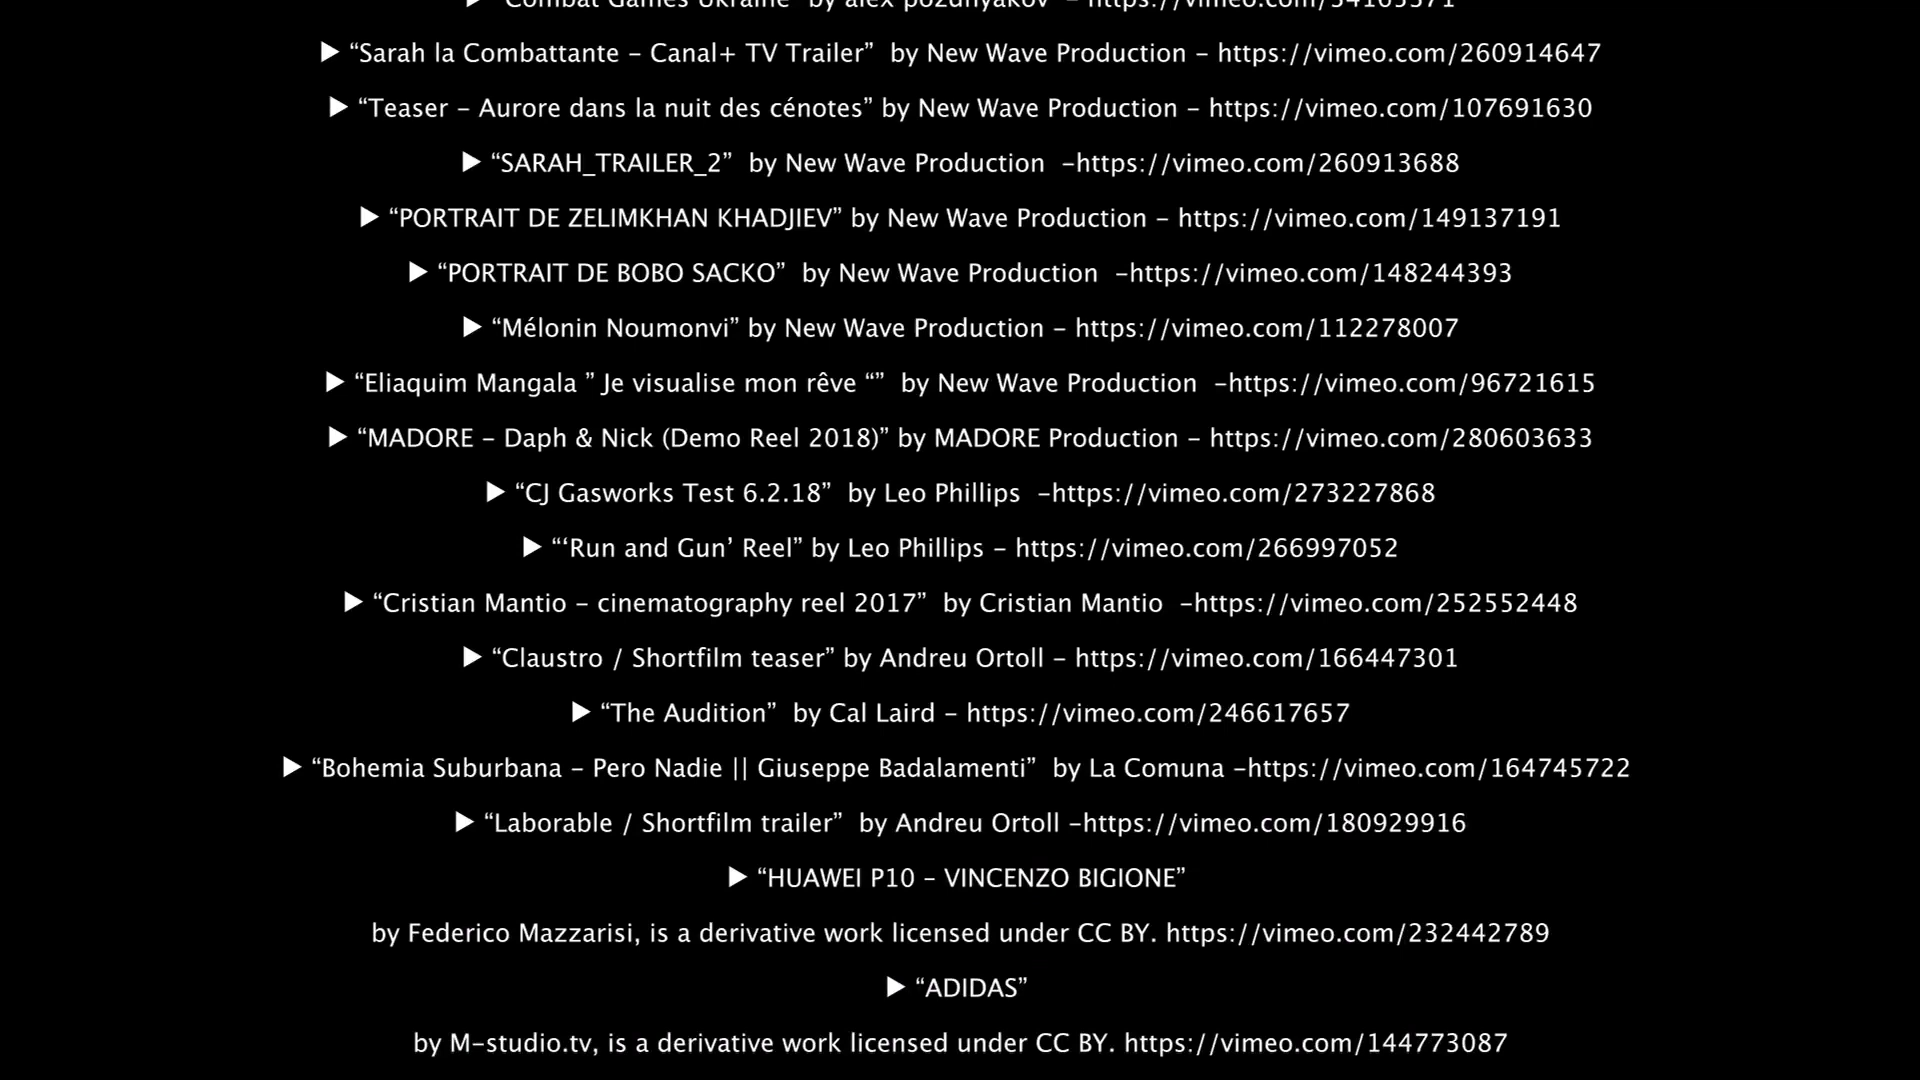 ▶ “Combat Games Ukraine” by alex pozdnyakov – https://vimeo.com/34163371
▶ “Sarah la Combattante – Canal+ TV Trailer”  by New Wave Production – https://vimeo.com/260914647
▶ “Teaser – Aurore dans la nuit des cénotes” by New Wave Production – https://vimeo.com/107691630
▶ “SARAH_TRAILER_2”  by New Wave Production  –https://vimeo.com/260913688
▶ “PORTRAIT DE ZELIMKHAN KHADJIEV” by New Wave Production – https://vimeo.com/149137191
▶ “PORTRAIT DE BOBO SACKO”  by New Wave Production  –https://vimeo.com/148244393
▶ “Mélonin Noumonvi” by New Wave Production – https://vimeo.com/112278007
▶ “Eliaquim Mangala ” Je visualise mon rêve “”  by New Wave Production  –https://vimeo.com/96721615
▶ “MADORE – Daph & Nick (Demo Reel 2018)” by MADORE Production – https://vimeo.com/280603633
▶ “CJ Gasworks Test 6.2.18”  by Leo Phillips  –https://vimeo.com/273227868
▶ “‘Run and Gun’ Reel” by Leo Phillips – https://vimeo.com/266997052
▶ “Cristian Mantio – cinematography reel 2017”  by Cristian Mantio  –https://vimeo.com/252552448
▶ “Claustro / Shortfilm teaser” by Andreu Ortoll – https://vimeo.com/166447301
▶ “The Audition”  by Cal Laird – https://vimeo.com/246617657
▶ “Bohemia Suburbana – Pero Nadie || Giuseppe Badalamenti”  by La Comuna –https://vimeo.com/164745722
▶ “Laborable / Shortfilm trailer”  by Andreu Ortoll –https://vimeo.com/180929916
▶ “HUAWEI P10 – VINCENZO BIGIONE”
by Federico Mazzarisi, is a derivative work licensed under CC BY. https://vimeo.com/232442789
▶ “ADIDAS”
by M–studio.tv, is a derivative work licensed under CC BY. https://vimeo.com/144773087